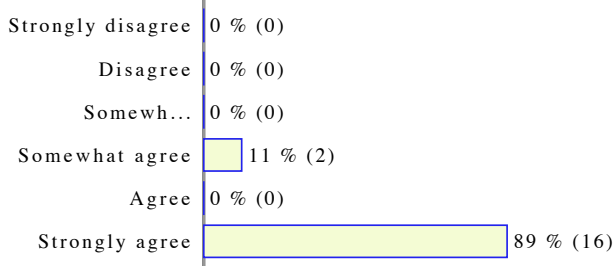 Strongly disagree 0 % (0)
Disagree 0 % (0)
Somewh... 0 % (0)
Somewhat agree 11 % (2)
Agree 0 % (0)
Strongly agree 89 % (16)